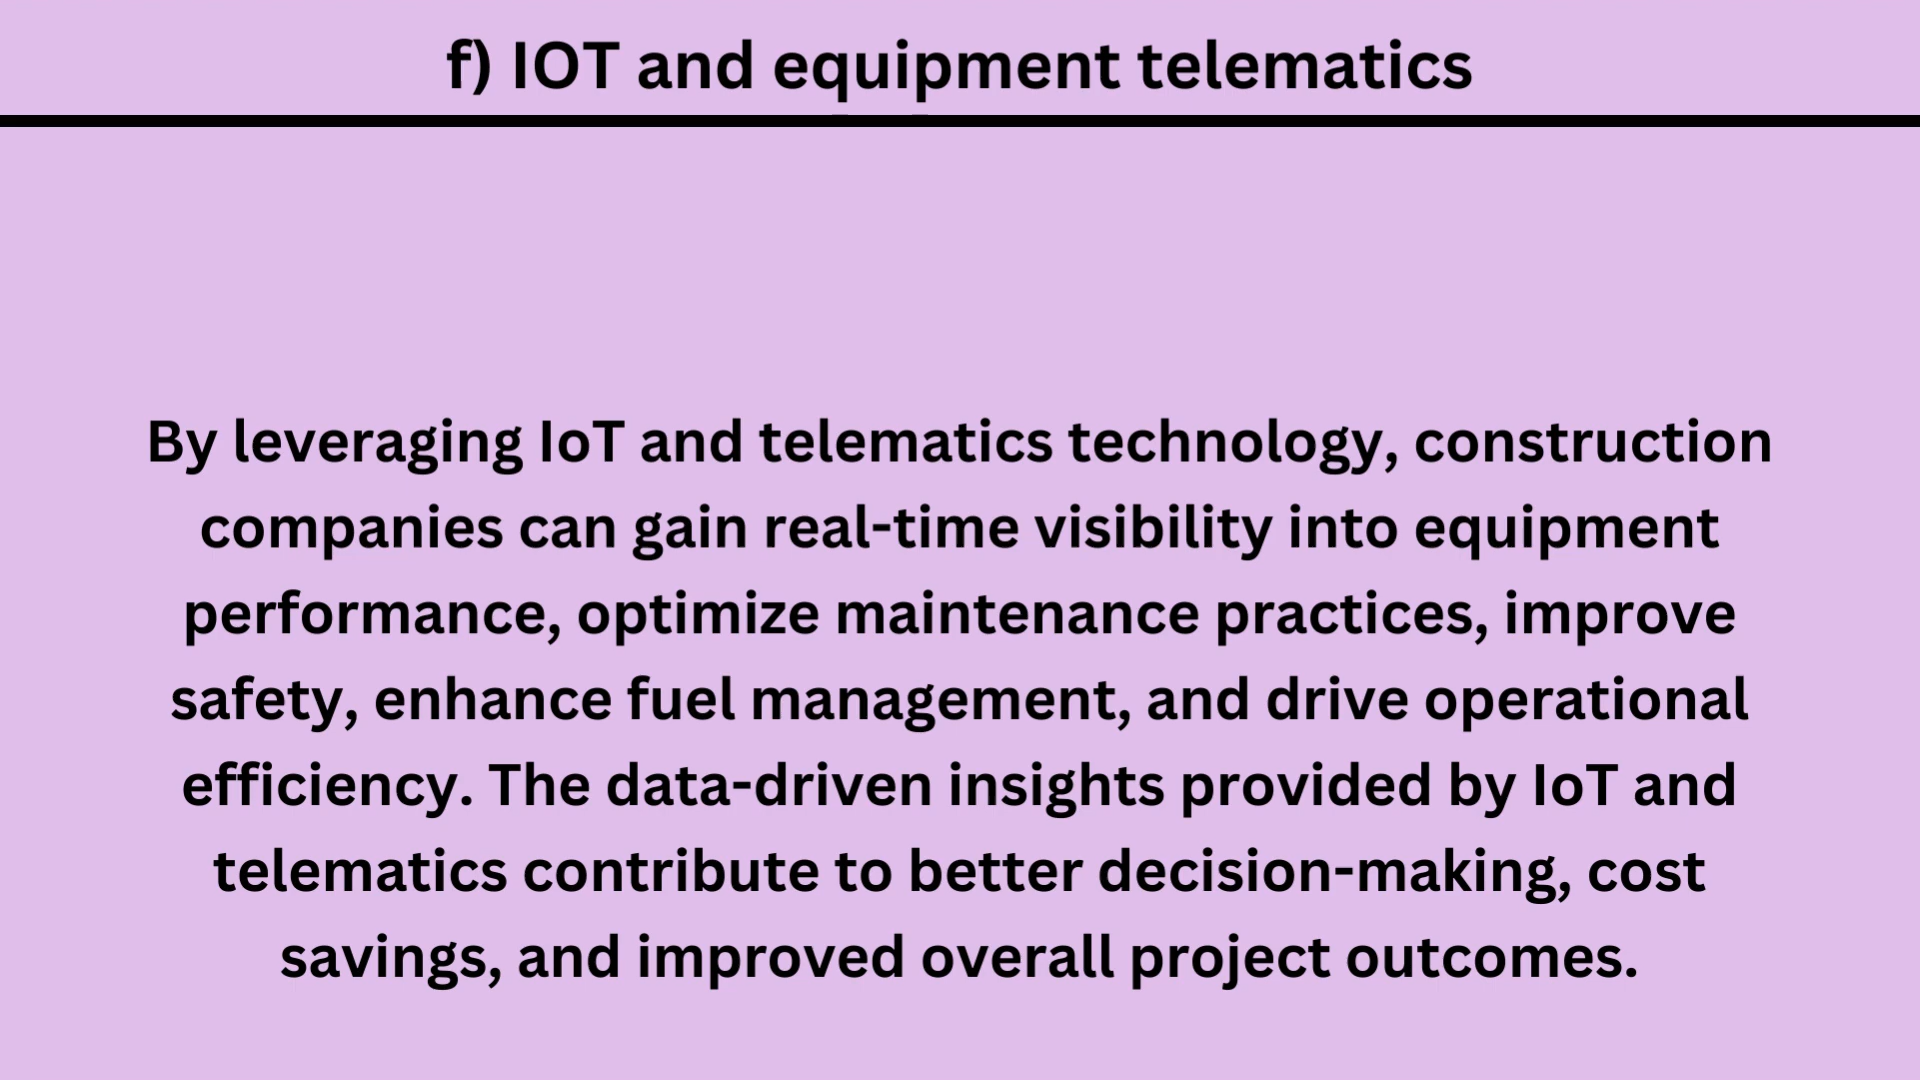 f) IOT and equipment telematics
By leveraging IoT and telematics technology, construction
companies can gain real-time visibility into equipment
performance, optimize maintenance practices, improve
safety, enhance fuel management, and drive operational
efficiency. The data-driven insights provided by IoT and
telematics contribute to better decision-making, cost
savings, and improved overall project outcomes.